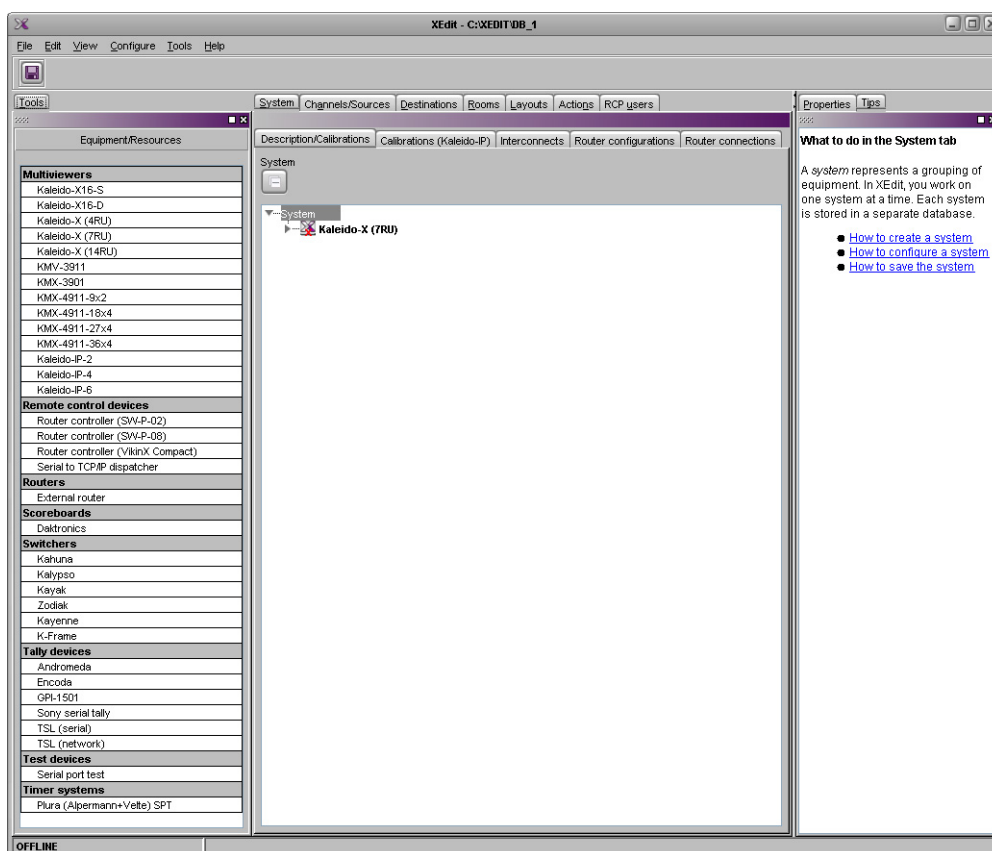 XEdit - C:\XEDIT\DB_1
File Edit View Configure Tools Help
Tools
Equipment/Resources
Multiviewers
Kaleido-X16-S
Kaleido-X16-D
Kaleido-X (4RU)
Kaleido-X (7RU)
Kaleido-X (14RU)
KMV-3911
KMX-3901
KMX-4911-9x2
KMX-4911-18x4
KMX-4911-27x4
KMX-4911-36x4
Kaleido-IP-2
Kaleido-IP-4
Kaleido-IP-6
Remote control devices
Router controller (SW-P-02)
Router controller (SW-P-08)
Router controller (VikinX Compact)
Serial to TCP/IP dispatcher
Routers
External router
Scoreboards
Daktronics
Switchers
Kahuna
Kalypso
Kayak
Zodiak
Kayenne
K-Frame
Tally devices
Andromeda
Encoda
GPI-1501
Sony serial tally
TSL (serial)
TSL (network)
Test devices
Serial port test
Timer systems
Plura (Alpermann+Velte) SPT
System Channels/Sources Destinations Rooms Layouts Actions RCP users
Description/Calibrations Calibrations (Kaleido-IP) Interconnects Router configurations Router connections
System
System
Kaleido-X (7RU)
Properties Tips
What to do in the System tab
A system represents a grouping of
equipment. In XEdit, you work on
one system at a time. Each system
is stored in a separate database.
How to create a system
How to configure a system
How to save the system
OFFLINE